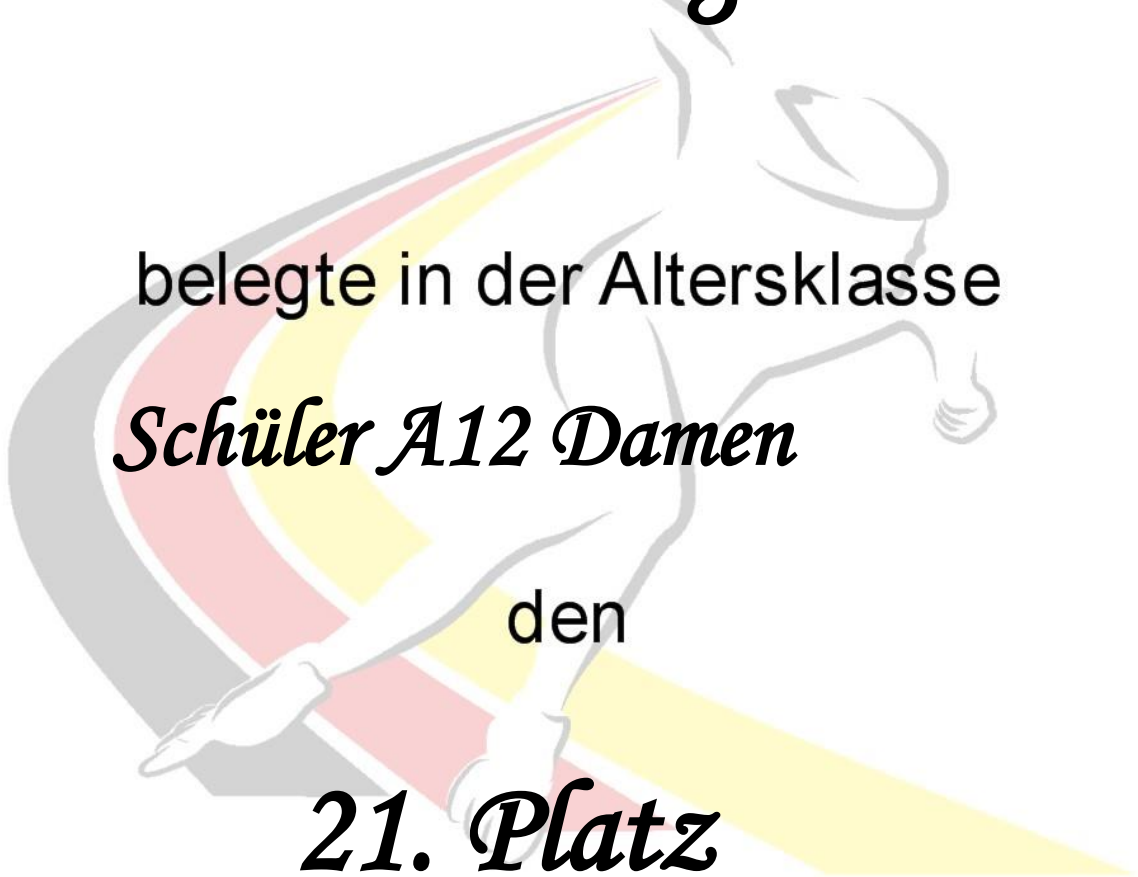 belegte in der Altersklasse
Schüler A12 Damen
den
21. Platz